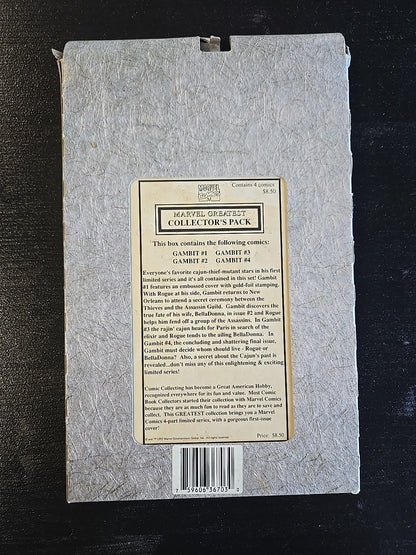 MARVEL
Contains 4 comics
$8.50
MARVEL GREATEST
COLLECTOR'S PACK
This box contains the following comics:
GAMBIT #1 GAMBIT #3
GAMBIT #2 GAMBIT #4
Everyone's favorite cajun-thief-mutant stars in his first
limited series and it's all contained in this set! Gambit
#1 features an embossed cover with gold-foil stamping.
With Rogue at his side, Gambit returns to New
Orleans to attend a secret ceremony between the
Thieves and the Assassin Guild. Gambit discovers the
true fate of his wife, BellaDonna, in issue #2 and Rogue
helps him fend off a group of the Assassins. In Gambit
#3 the rajin' cajun heads for Paris in search of the
elixir and Rogue tends to the ailing BellaDonna. In
Gambit #4, the concluding and shattering final issue,
Gambit must decide whom should live - Rogue or
BellaDonna? Also, a secret about the Cajun's past is
revealed...don't miss any of this enlightening & exciting
limited series!
Comic Collecting has become a Great American Hobby,
recognized everywhere for its fun and value. Most Comic
Book Collectors started their collection with Marvel Comics
because they are as much fun to read as they are to save and
collect. This GREATEST collection brings you a Marvel
Comics 4-part limited series, with a gorgeous first-issue
cover!
Marvel Entertainment Group, Inc. All rights reserved.
Price: $8.50
7 59606 36703 0